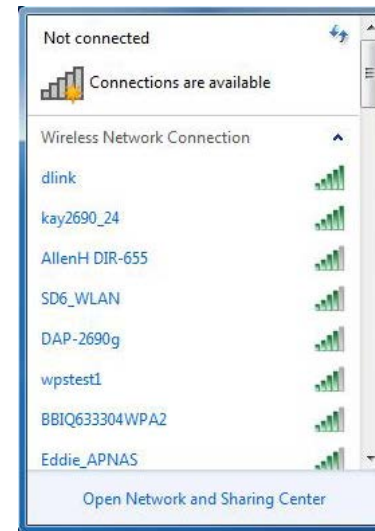 Not connected
Connections are available
Wireless Network Connection
dlink
kay2690_24
AllenH DIR-655
SD6_WLAN
DAP-2690g
wpstest1
BBIQ633304WPA2
Eddie_APNAS
Open Network and Sharing Center